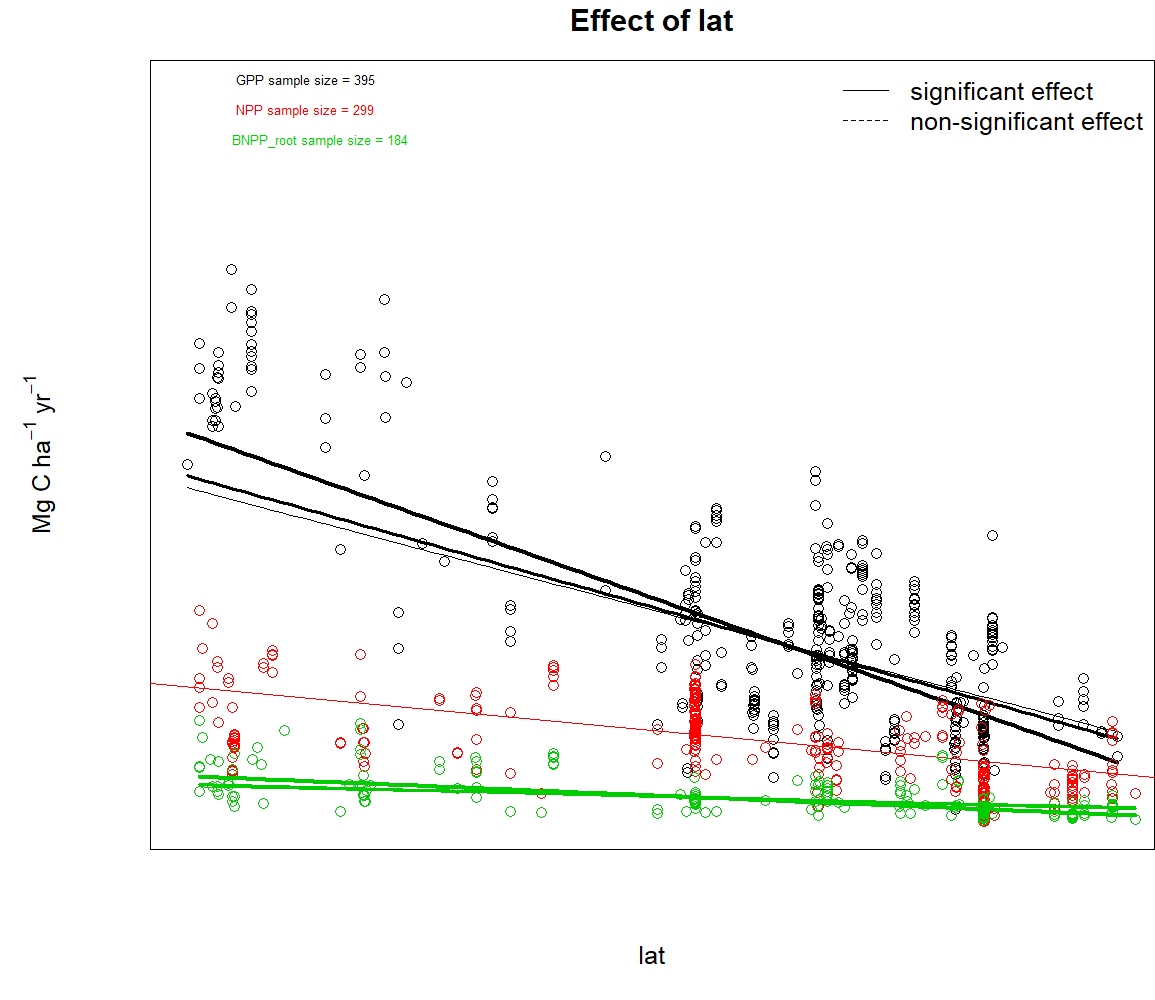 Effect of lat
GPP sample size = 395
NPP sample size = 299
BNPP_root sample size = 184
significant effect
non-significant effect
Mg C ha⁻¹ yr⁻¹
lat